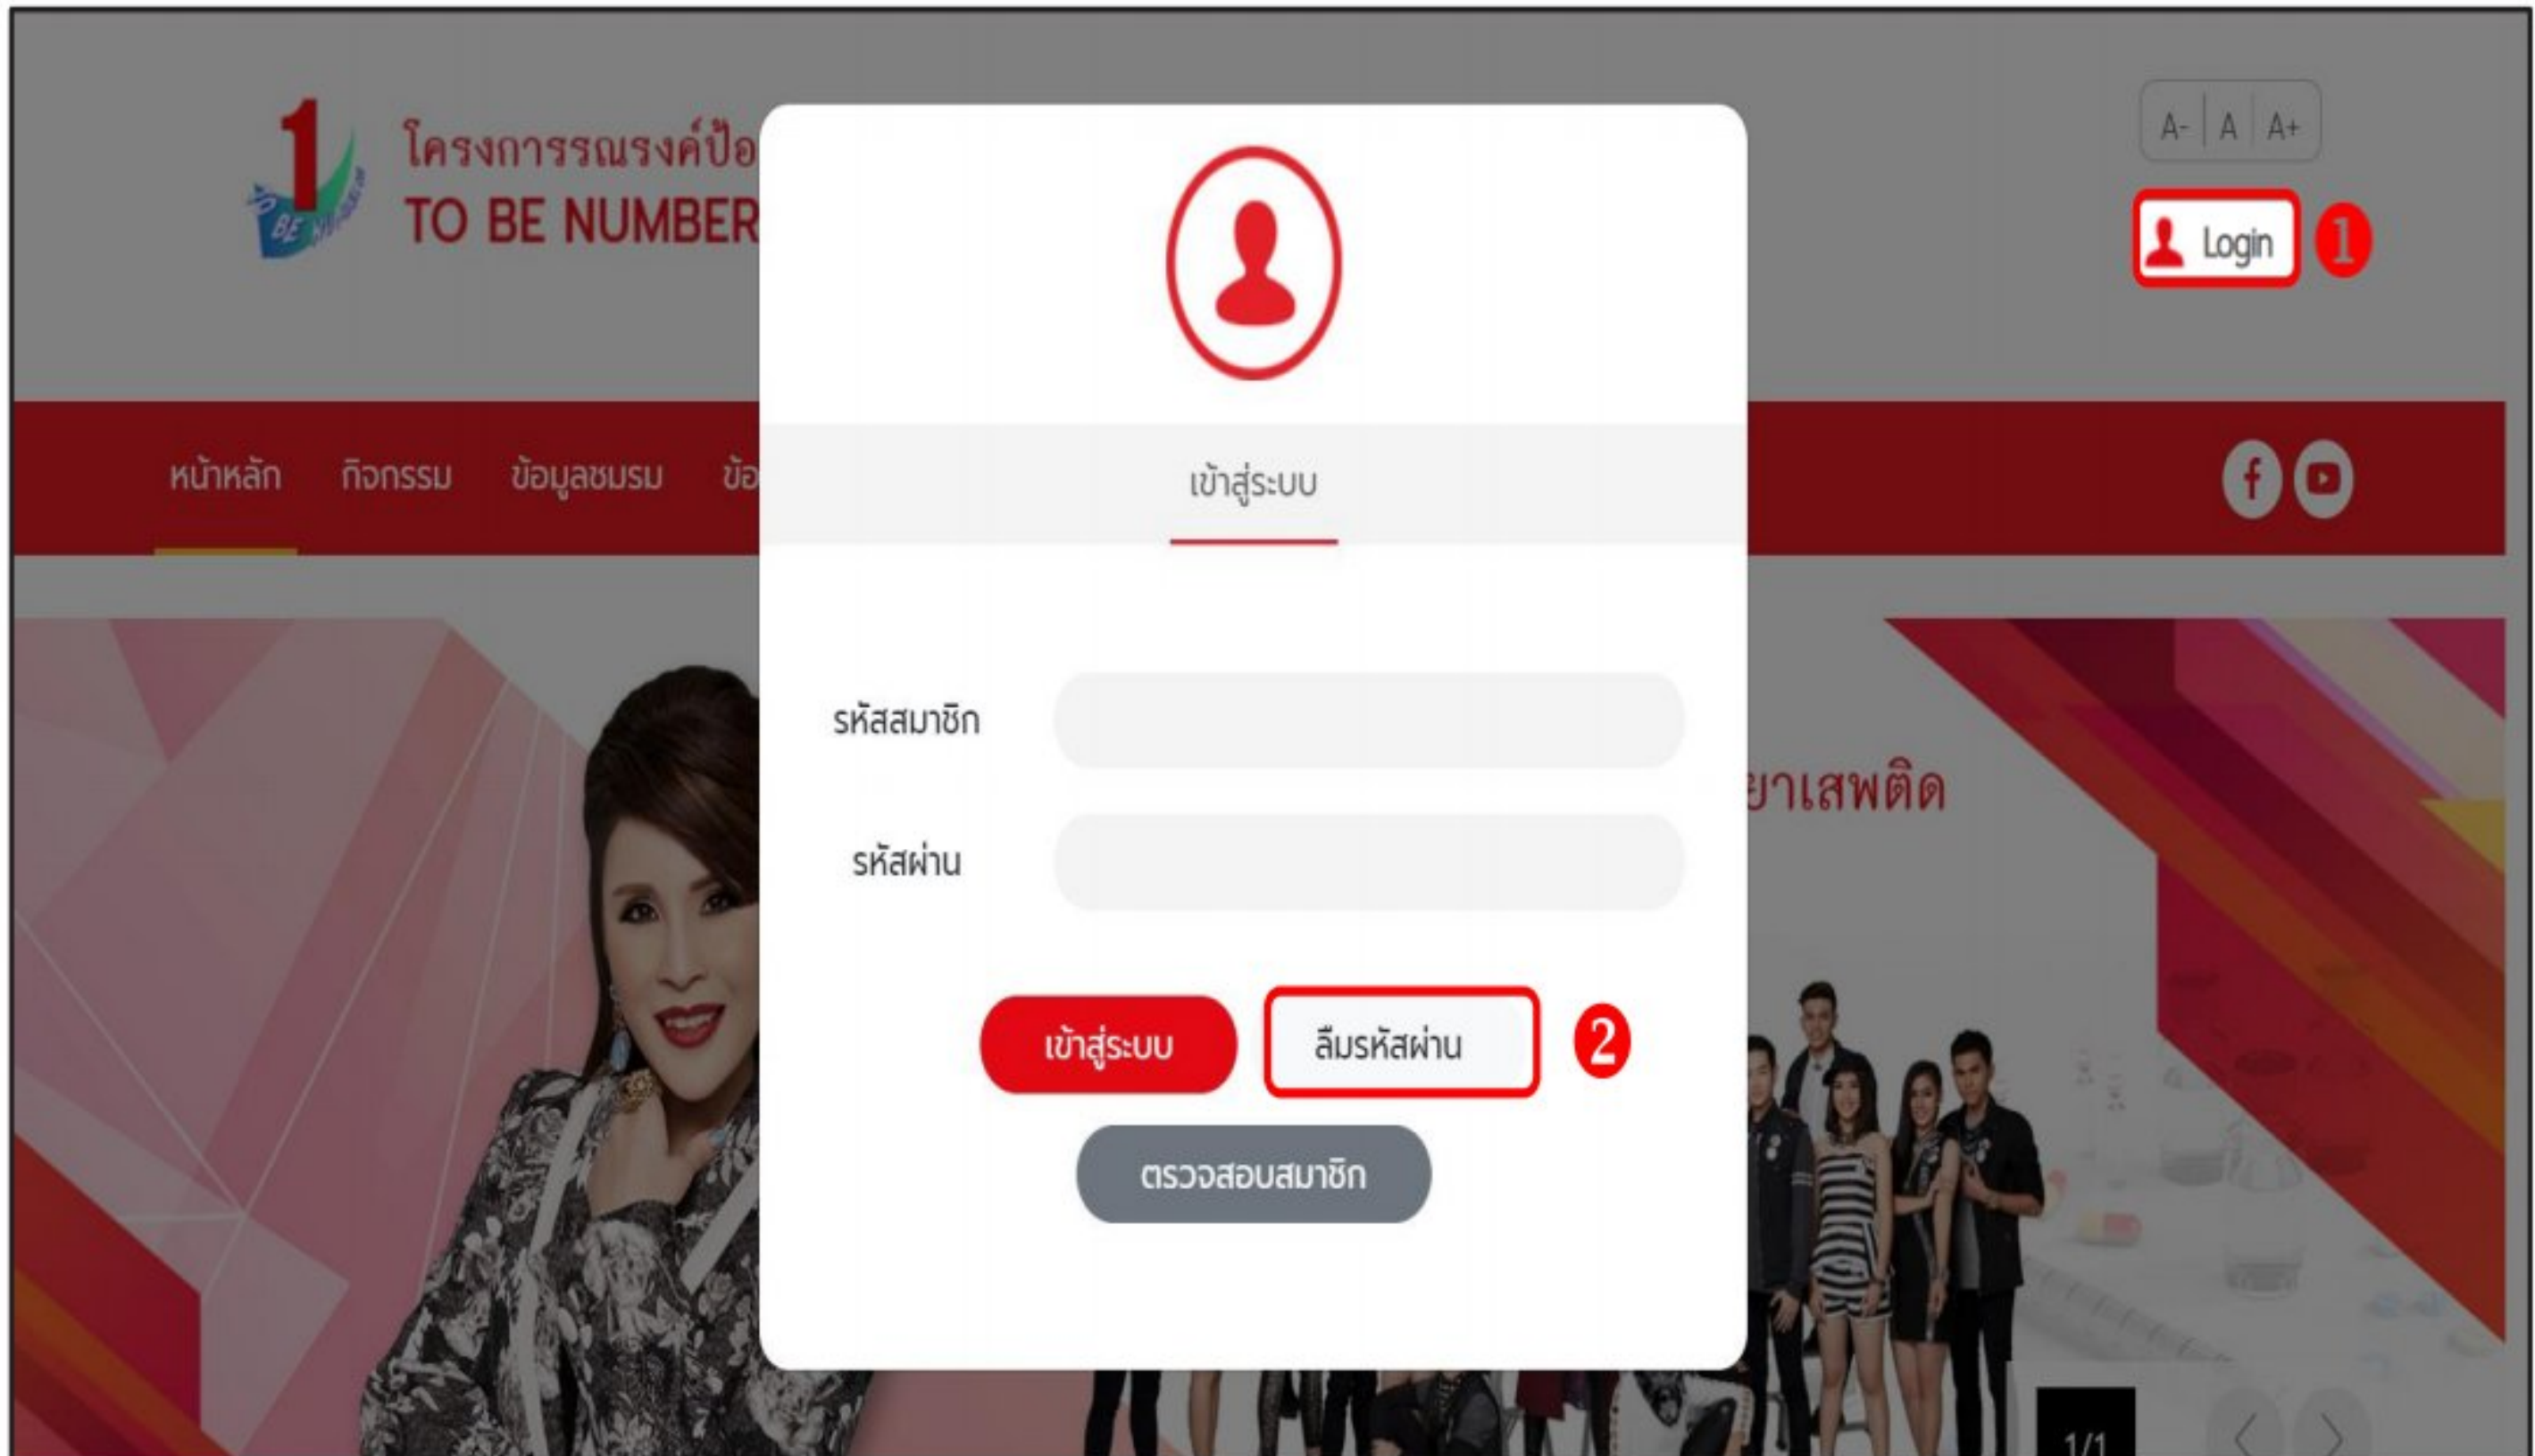 โครงการรณรงค์ป้อ
TO BE NUMBER
A- A A+
Login 1
หน้าหลัก กิจกรรม ข้อมูลชมรม ข้อ
เข้าสู่ระบบ
รหัสสมาชิก
ยาเสพติด
รหัสผ่าน
เข้าสู่ระบบ ลืมรหัสผ่าน 2
ตรวจสอบสมาชิก
1/1